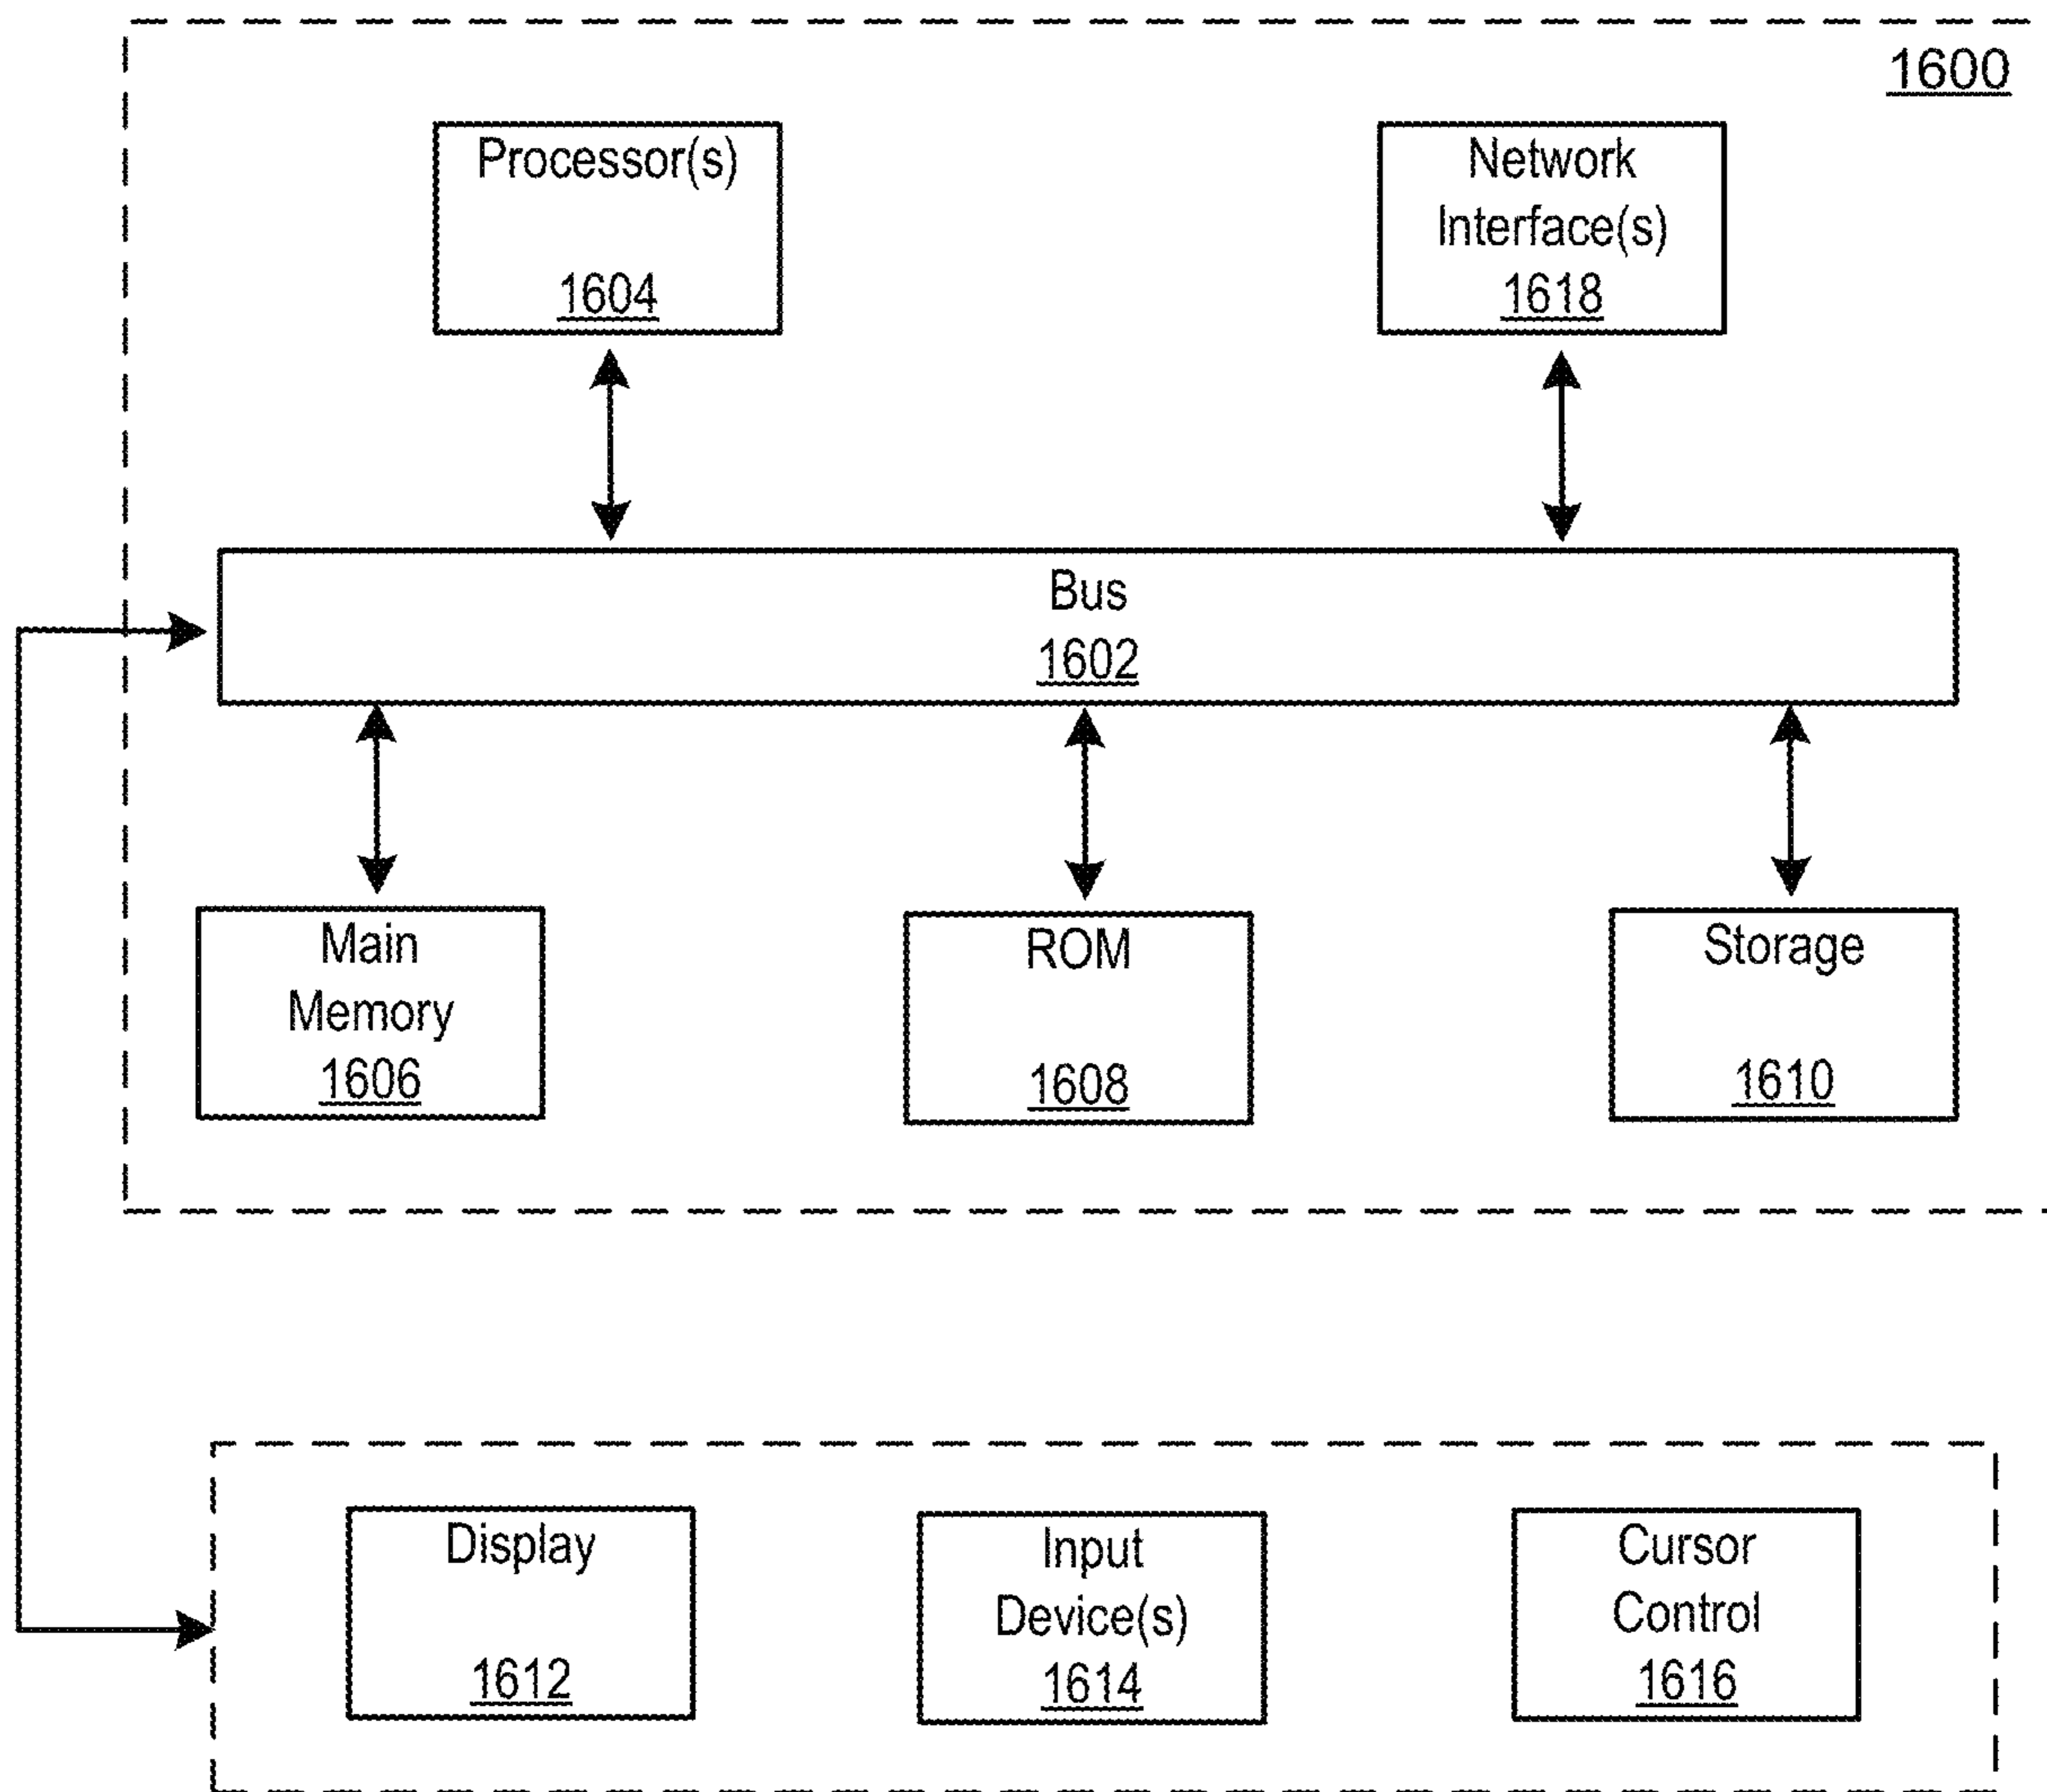 1600
Processor(s)
1604
Network
Interface(s)
1618
Bus
1602
Main
Memory
1606
ROM
1608
Storage
1610
Display
1612
Input
Device(s)
1614
Cursor
Control
1616